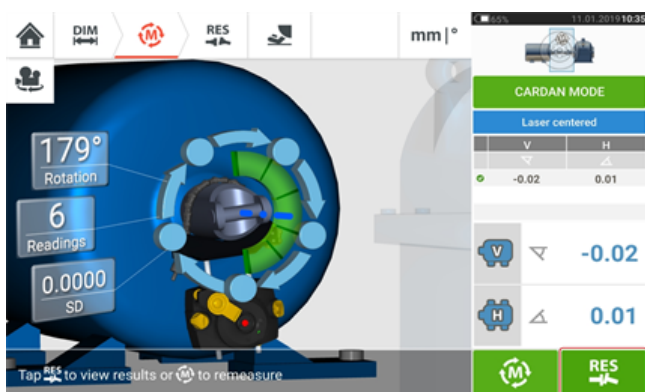 DIM
M
RES
mm|°
65%
11.01.2019 10:35
CARDAN MODE
Laser centered
V H
-0.02 0.01
179°
Rotation
6
Readings
0.0000
SD
V -0.02
H 0.01
Tap RES to view results or M to remeasure
M
RES